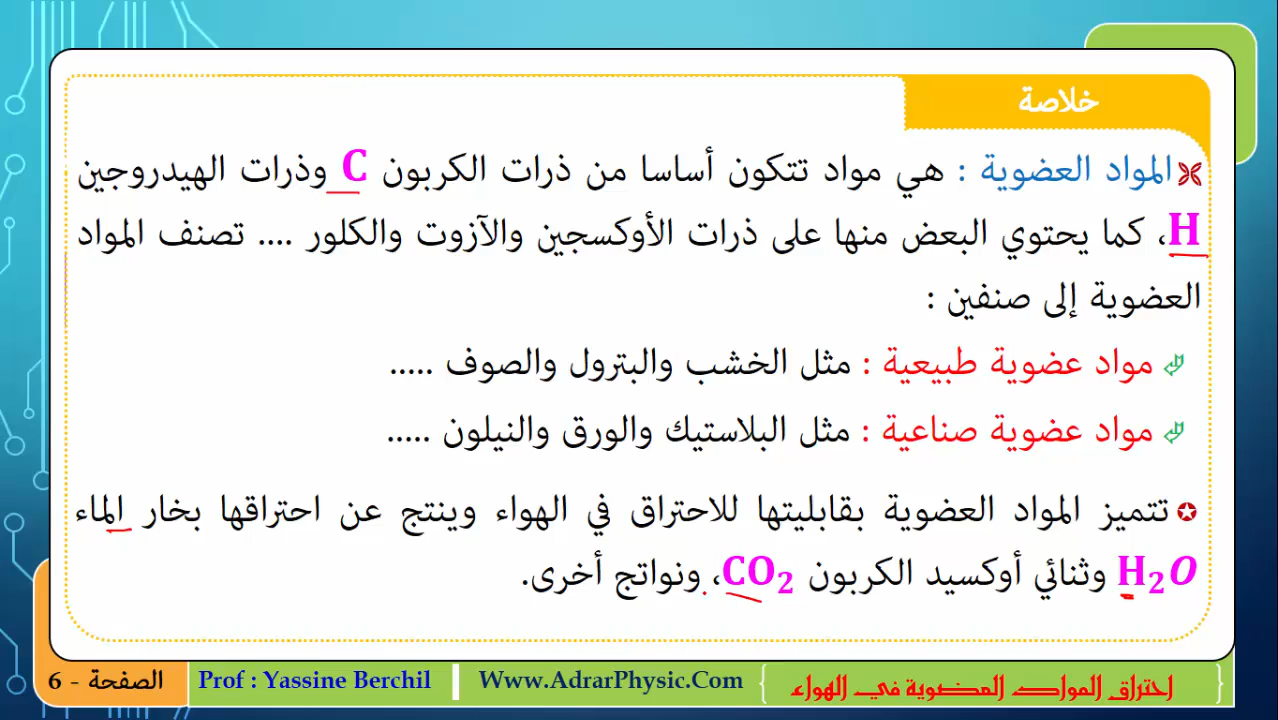 خلاصة
المواد العضوية : هي مواد تتكون أساسا من ذرات الكربون C وذرات الهيدروجين
H، كما يحتوي البعض منها على ذرات الأوكسجين والآزوت والكلور .... تصنف المواد
العضوية إلى صنفين :
مواد عضوية طبيعية : مثل الخشب والبترول والصوف .....
مواد عضوية صناعية : مثل البلاستيك والورق والنيلون .....
تتميز المواد العضوية بقابليتها للاحتراق في الهواء وينتج عن احتراقها بخار الماء
H₂O وثنائي أوكسيد الكربون CO₂، ونواتج أخرى.
احتراق المواد العضوية في الهواء
Www.AdrarPhysic.Com
Prof : Yassine Berchil
الصفحة - 6